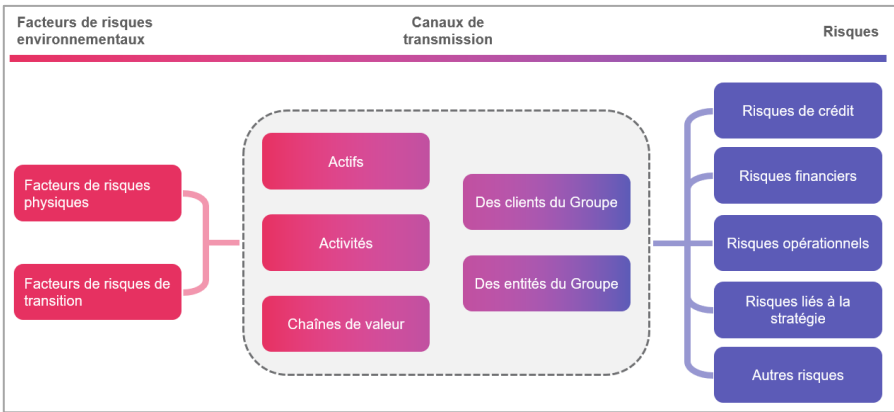 Facteurs de risques
environnementaux
Canaux de
transmission
Risques
Facteurs de risques
physiques
Facteurs de risques de
transition
Actifs
Activités
Chaînes de valeur
Des clients du Groupe
Des entités du Groupe
Risques de crédit
Risques financiers
Risques opérationnels
Risques liés à la
stratégie
Autres risques